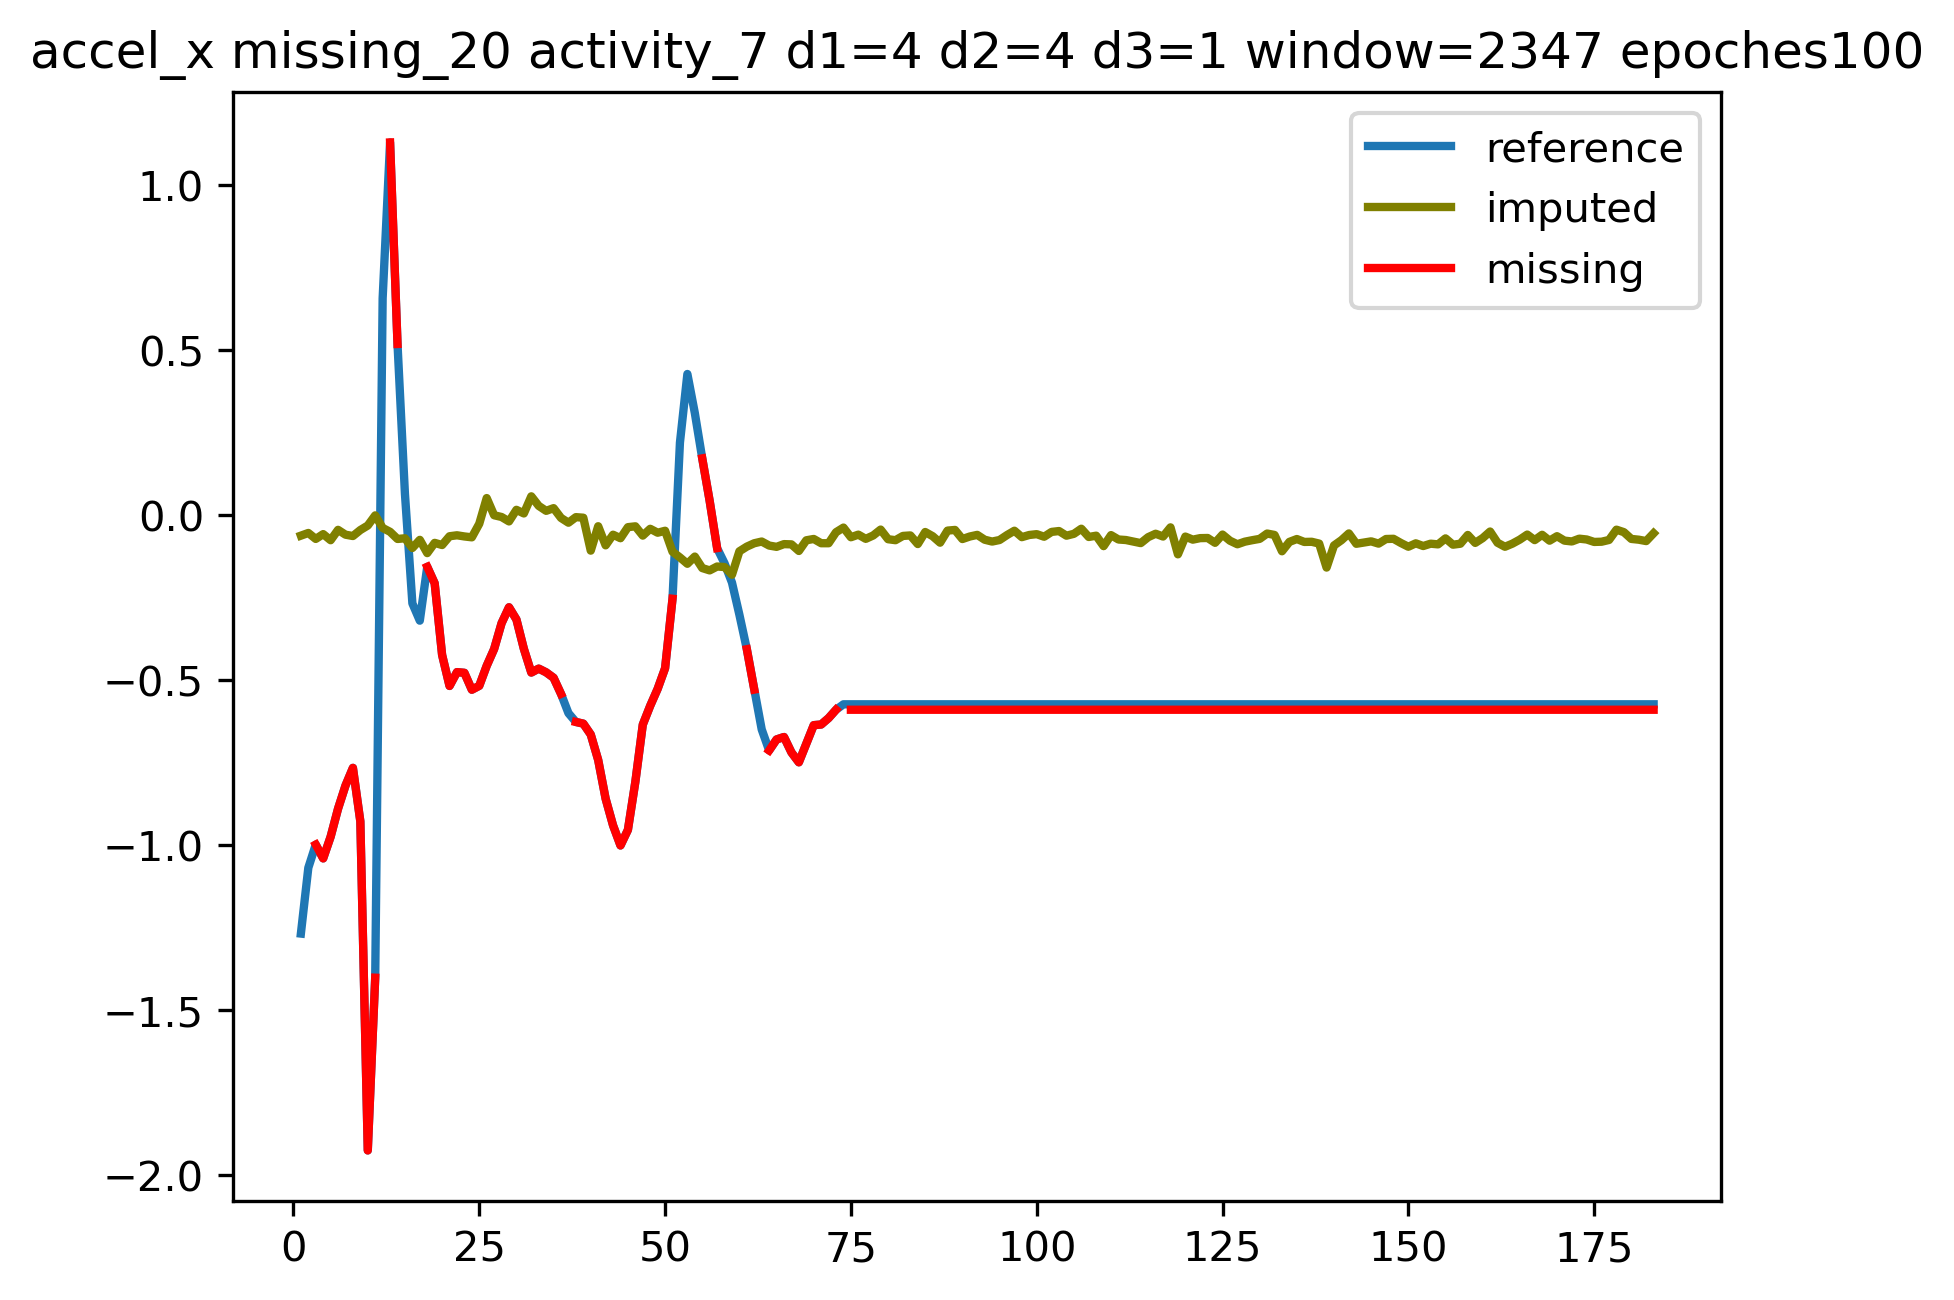 accel_x missing_20 activity_7 d1=4 d2=4 d3=1 window=2347 epoches100
reference
imputed
missing
1.0
0.5
0.0
−0.5
−1.0
−1.5
−2.0
0 25 50 75 100 125 150 175